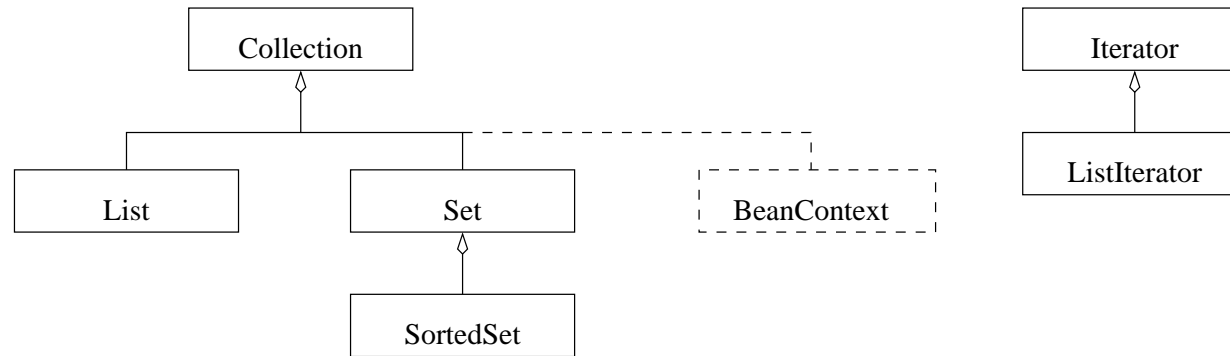 Collection
Iterator
List
Set
BeanContext
ListIterator
SortedSet